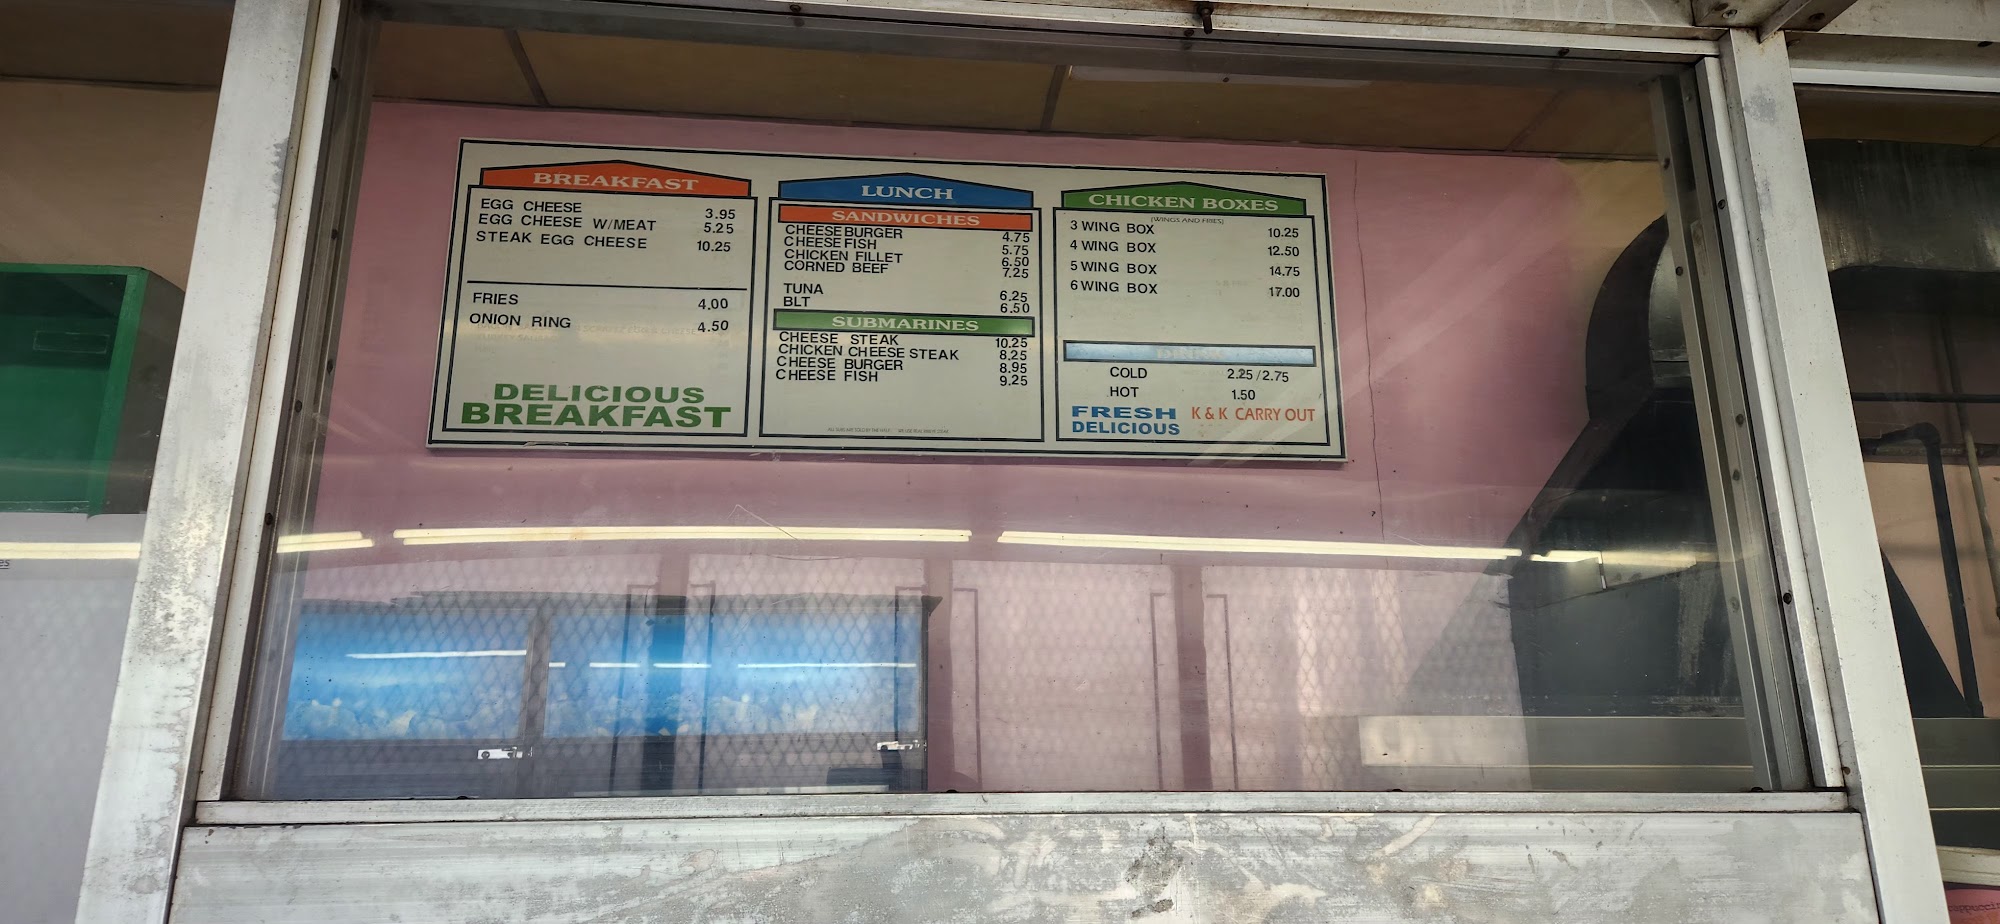 BREAKFAST
EGG CHEESE 3.95
EGG CHEESE W/MEAT 5.25
STEAK EGG CHEESE 10.25
FRIES 4.00
ONION RING 4.50
DELICIOUS
BREAKFAST
LUNCH
SANDWICHES
CHEESE BURGER 4.75
CHEESE FISH 5.75
CHICKEN FILLET 6.50
CORNED BEEF 7.25
TUNA 6.25
BLT 6.50
SUBMARINES
CHEESE STEAK 10.25
CHICKEN CHEESE STEAK 8.25
CHEESE BURGER 8.95
CHEESE FISH 9.25
CHICKEN BOXES
(WINGS AND FRIES)
3 WING BOX 10.25
4 WING BOX 12.50
5 WING BOX 14.75
6 WING BOX 17.00
COLD 2.25/2.75
HOT 1.50
FRESH K & K CARRY OUT
DELICIOUS